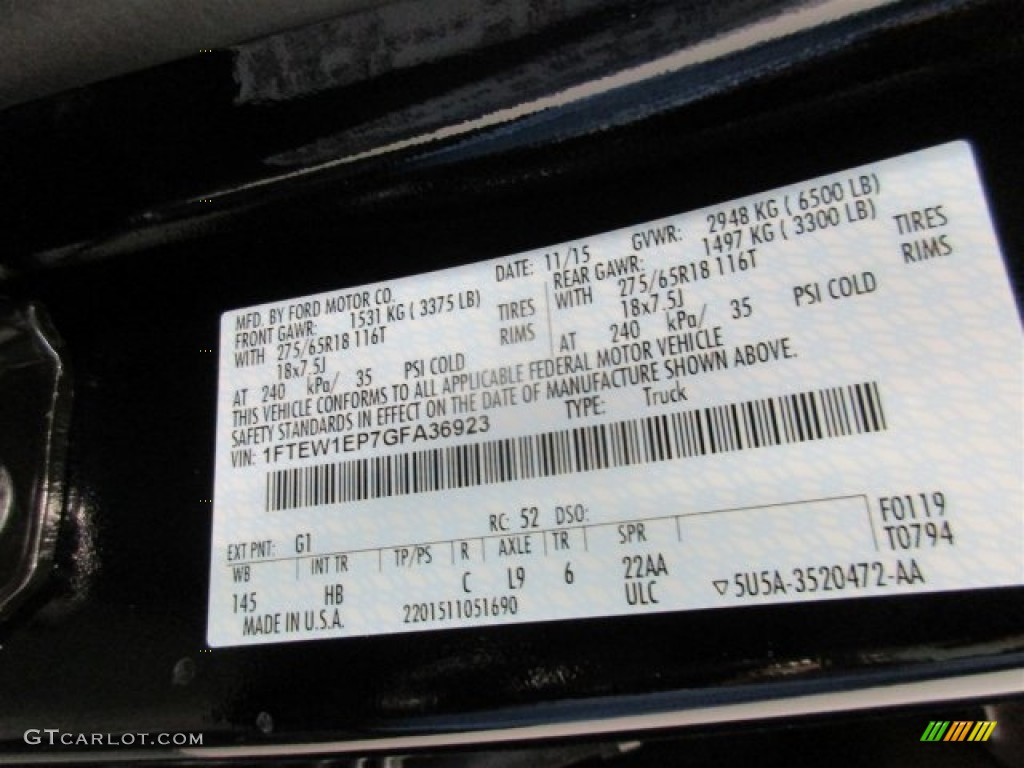 MFD. BY FORD MOTOR CO. DATE: 11/15 GVWR: 2948 KG ( 6500 LB)
FRONT GAWR: 1531 KG ( 3375 LB) REAR GAWR: 1497 KG ( 3300 LB)
WITH 275/65R18 116T TIRES WITH 275/65R18 116T TIRES
18x7.5J RIMS 18x7.5J RIMS
AT 240 kPa/ 35 PSI COLD AT 240 kPa/ 35 PSI COLD
THIS VEHICLE CONFORMS TO ALL APPLICABLE FEDERAL MOTOR VEHICLE
SAFETY STANDARDS IN EFFECT ON THE DATE OF MANUFACTURE SHOWN ABOVE.
VIN: 1FTEW1EP7GFA36923 TYPE: Truck
EXT PNT: G1 RC: 52 DSO: F0119
WB INT TR TP/PS R AXLE TR SPR T0794
145 HB C L9 6 22AA
ULC ▽5U5A-3520472-AA
MADE IN U.S.A. 2201511051690
GTCARLOT.COM